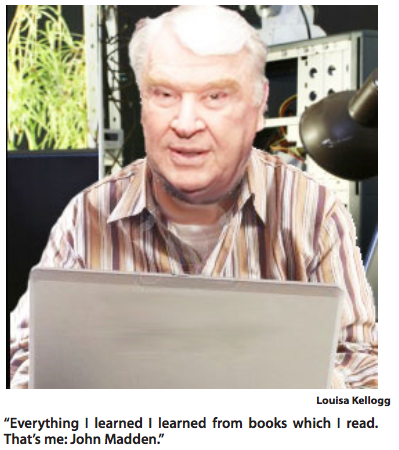 Louisa Kellogg
“Everything I learned I learned from books which I read.
That’s me: John Madden.”